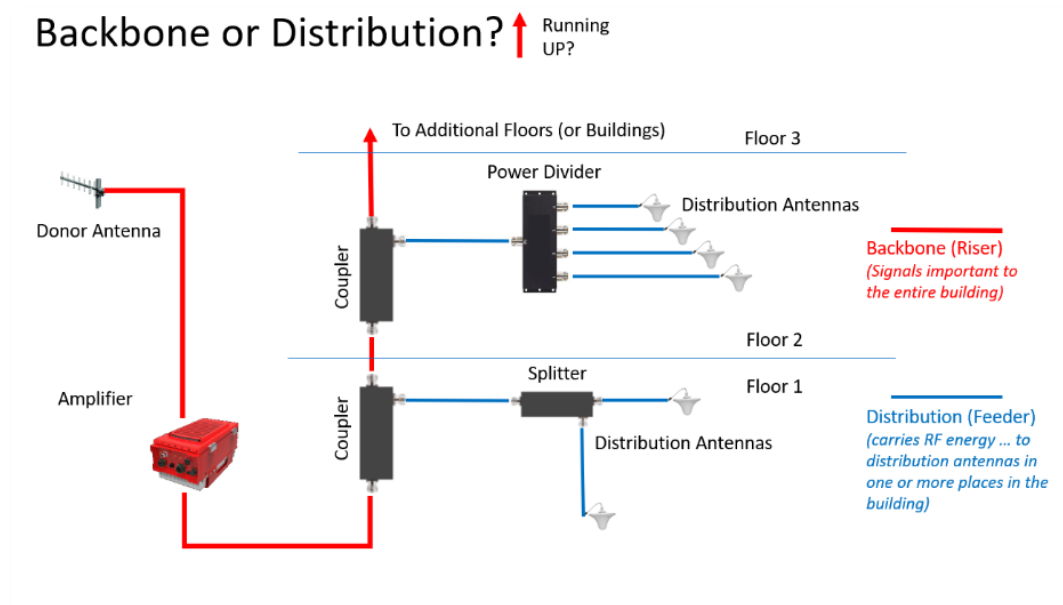 Backbone or Distribution?
Running
UP?
To Additional Floors (or Buildings)
Floor 3
Power Divider
Distribution Antennas
Donor Antenna
Coupler
Backbone (Riser)
(Signals important to
the entire building)
Floor 2
Splitter
Floor 1
Amplifier
Coupler
Distribution Antennas
Distribution (Feeder)
(carries RF energy ... to
distribution antennas in
one or more places in the
building)